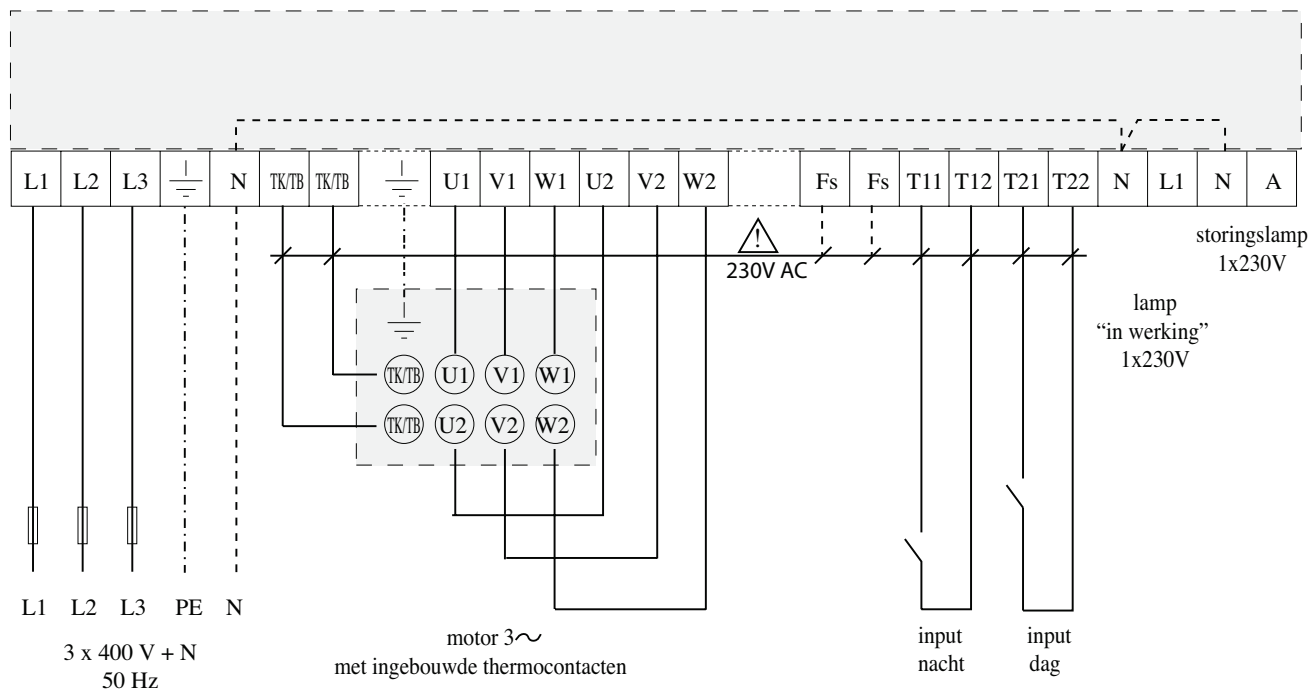 L1 L2 L3 N TK/TB TK/TB U1 V1 W1 U2 V2 W2 Fs Fs T11 T12 T21 T22 N L1 N A
storingslamp
1x230V
!
230V AC
lamp
“in werking”
1x230V
TK/TB U1 V1 W1
TK/TB U2 V2 W2
L1 L2 L3 PE N
3 x 400 V + N
50 Hz
motor 3~
met ingebouwde thermocontacten
input
nacht
input
dag